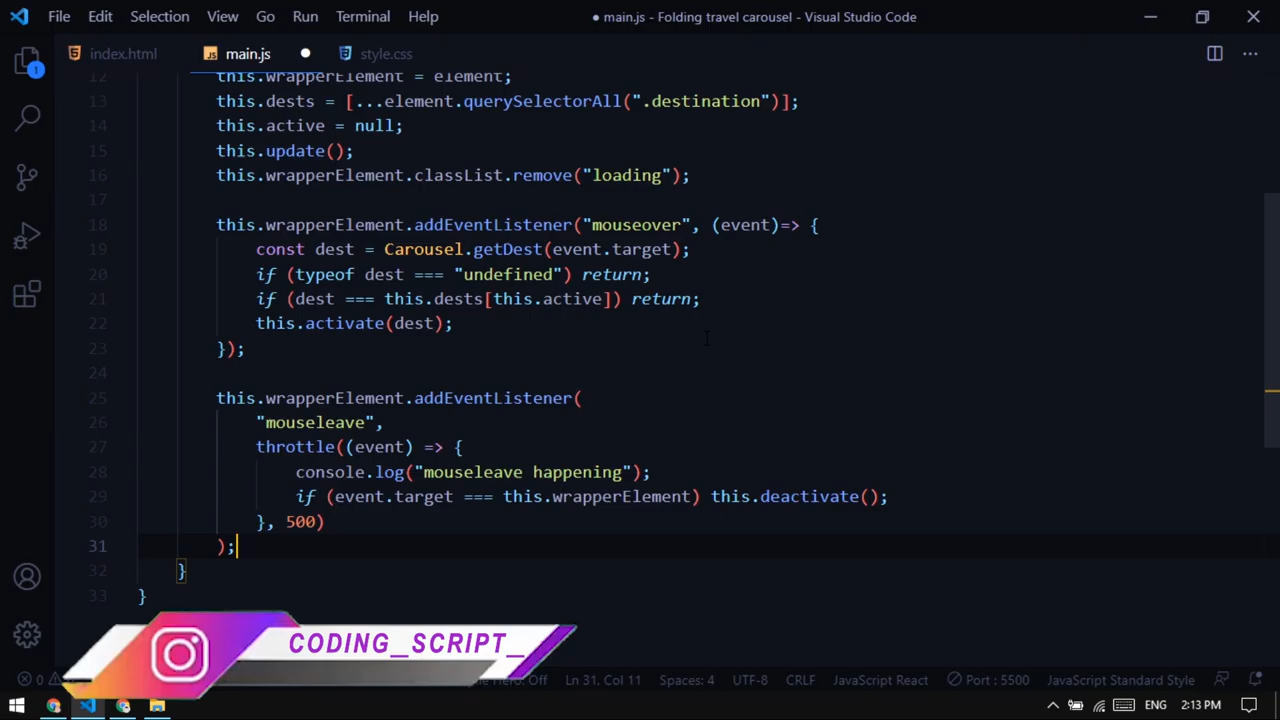 File Edit Selection View Go Run Terminal Help ● main.js - Folding travel carousel - Visual Studio Code
index.html main.js style.css
12 this.wrapperElement = element;
13 this.dests = [...element.querySelectorAll(".destination")];
14 this.active = null;
15 this.update();
16 this.wrapperElement.classList.remove("loading");
17
18 this.wrapperElement.addEventListener("mouseover", (event)=> {
19 const dest = Carousel.getDest(event.target);
20 if (typeof dest === "undefined") return;
21 if (dest === this.dests[this.active]) return;
22 this.activate(dest);
23 });
24
25 this.wrapperElement.addEventListener(
26 "mouseleave",
27 throttle((event) => {
28 console.log("mouseleave happening");
29 if (event.target === this.wrapperElement) this.deactivate();
30 }, 500)
31 );
32 }
33 }
1
CODING_SCRIPT_
0 Hero: Off Ln 31, Col 11 Spaces: 4 UTF-8 CRLF JavaScript React Port : 5500 JavaScript Standard Style
ENG 2:13 PM